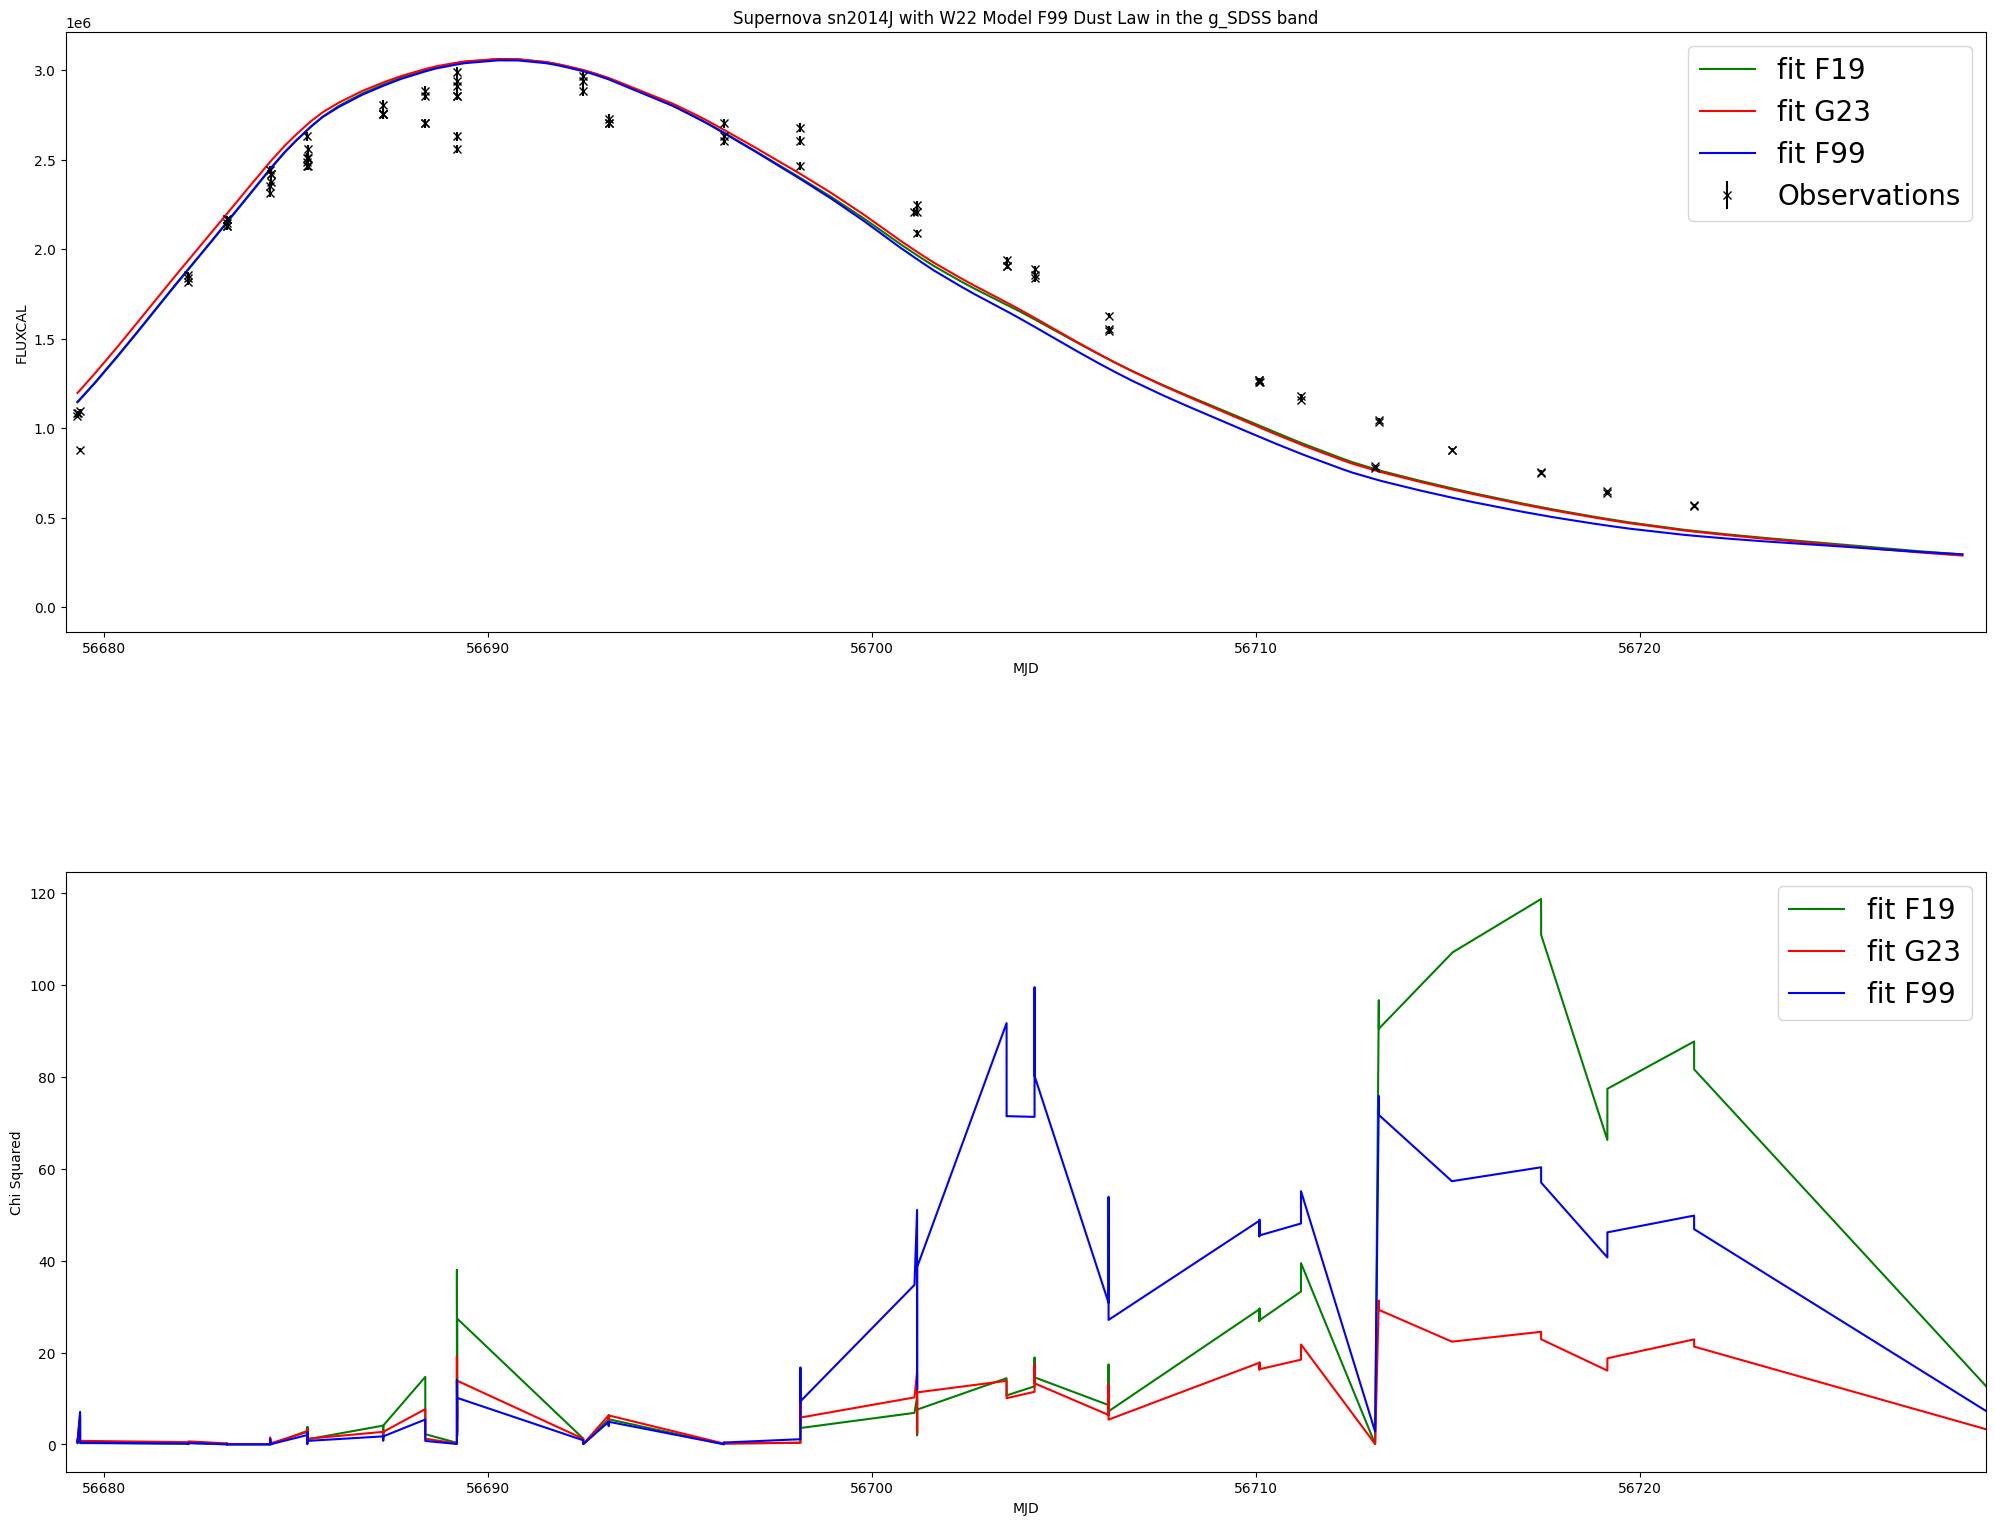 Supernova sn2014J with W22 Model F99 Dust Law in the g_SDSS band
1e6
3.0
2.5
2.0
1.5
1.0
0.5
0.0
FLUXCAL
fit F19
fit G23
fit F99
Observations
56680 56690 56700 56710 56720
MJD
120
100
80
60
40
20
0
Chi Squared
fit F19
fit G23
fit F99
56680 56690 56700 56710 56720
MJD